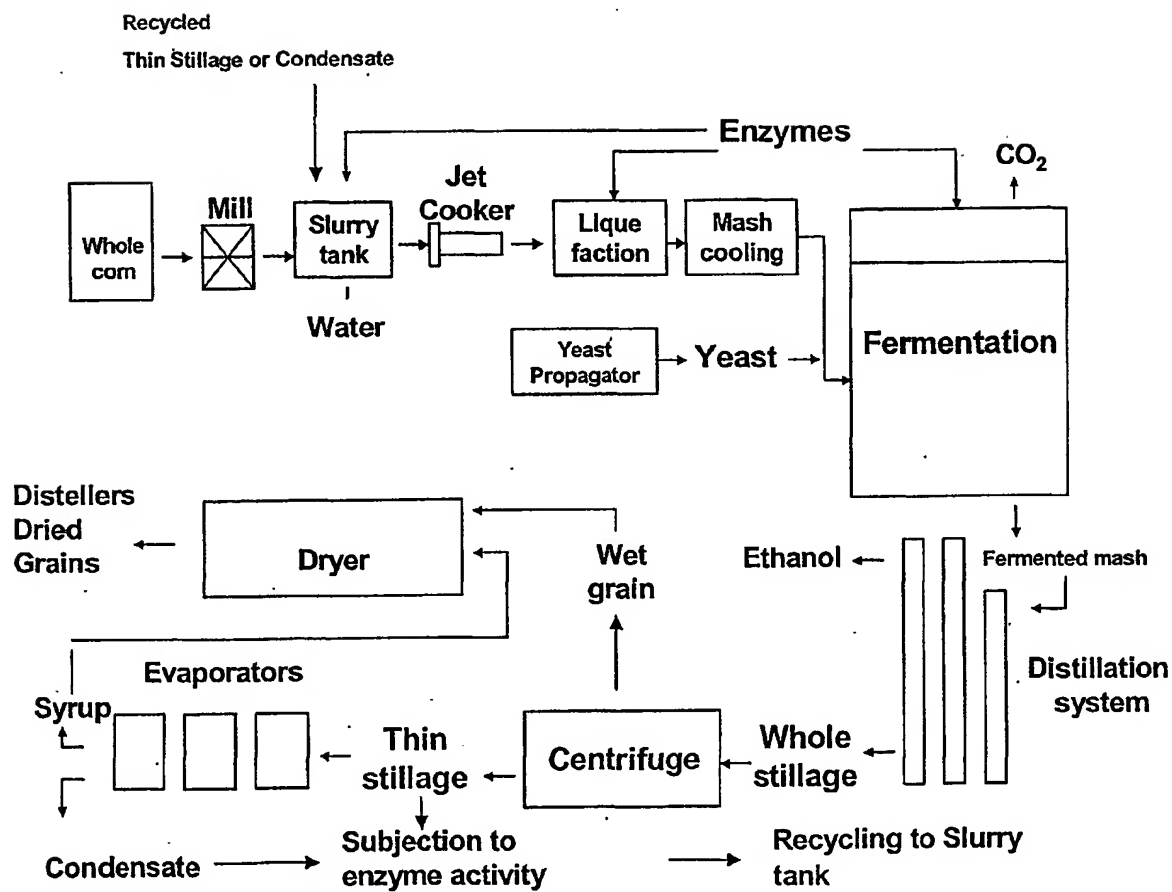 Recycled
Thin Stillage or Condensate
Enzymes
CO2
Jet
Cooker
Mill
Whole
corn
Slurry
tank
Lique
faction
Mash
cooling
Water
Yeast
Propagator
Yeast
Fermentation
Distellers
Dried
Grains
Dryer
Wet
grain
Ethanol
Fermented mash
Distillation
system
Evaporators
Syrup
Thin
stillage
Centrifuge
Whole
stillage
Condensate
Subjection to
enzyme activity
Recycling to Slurry
tank